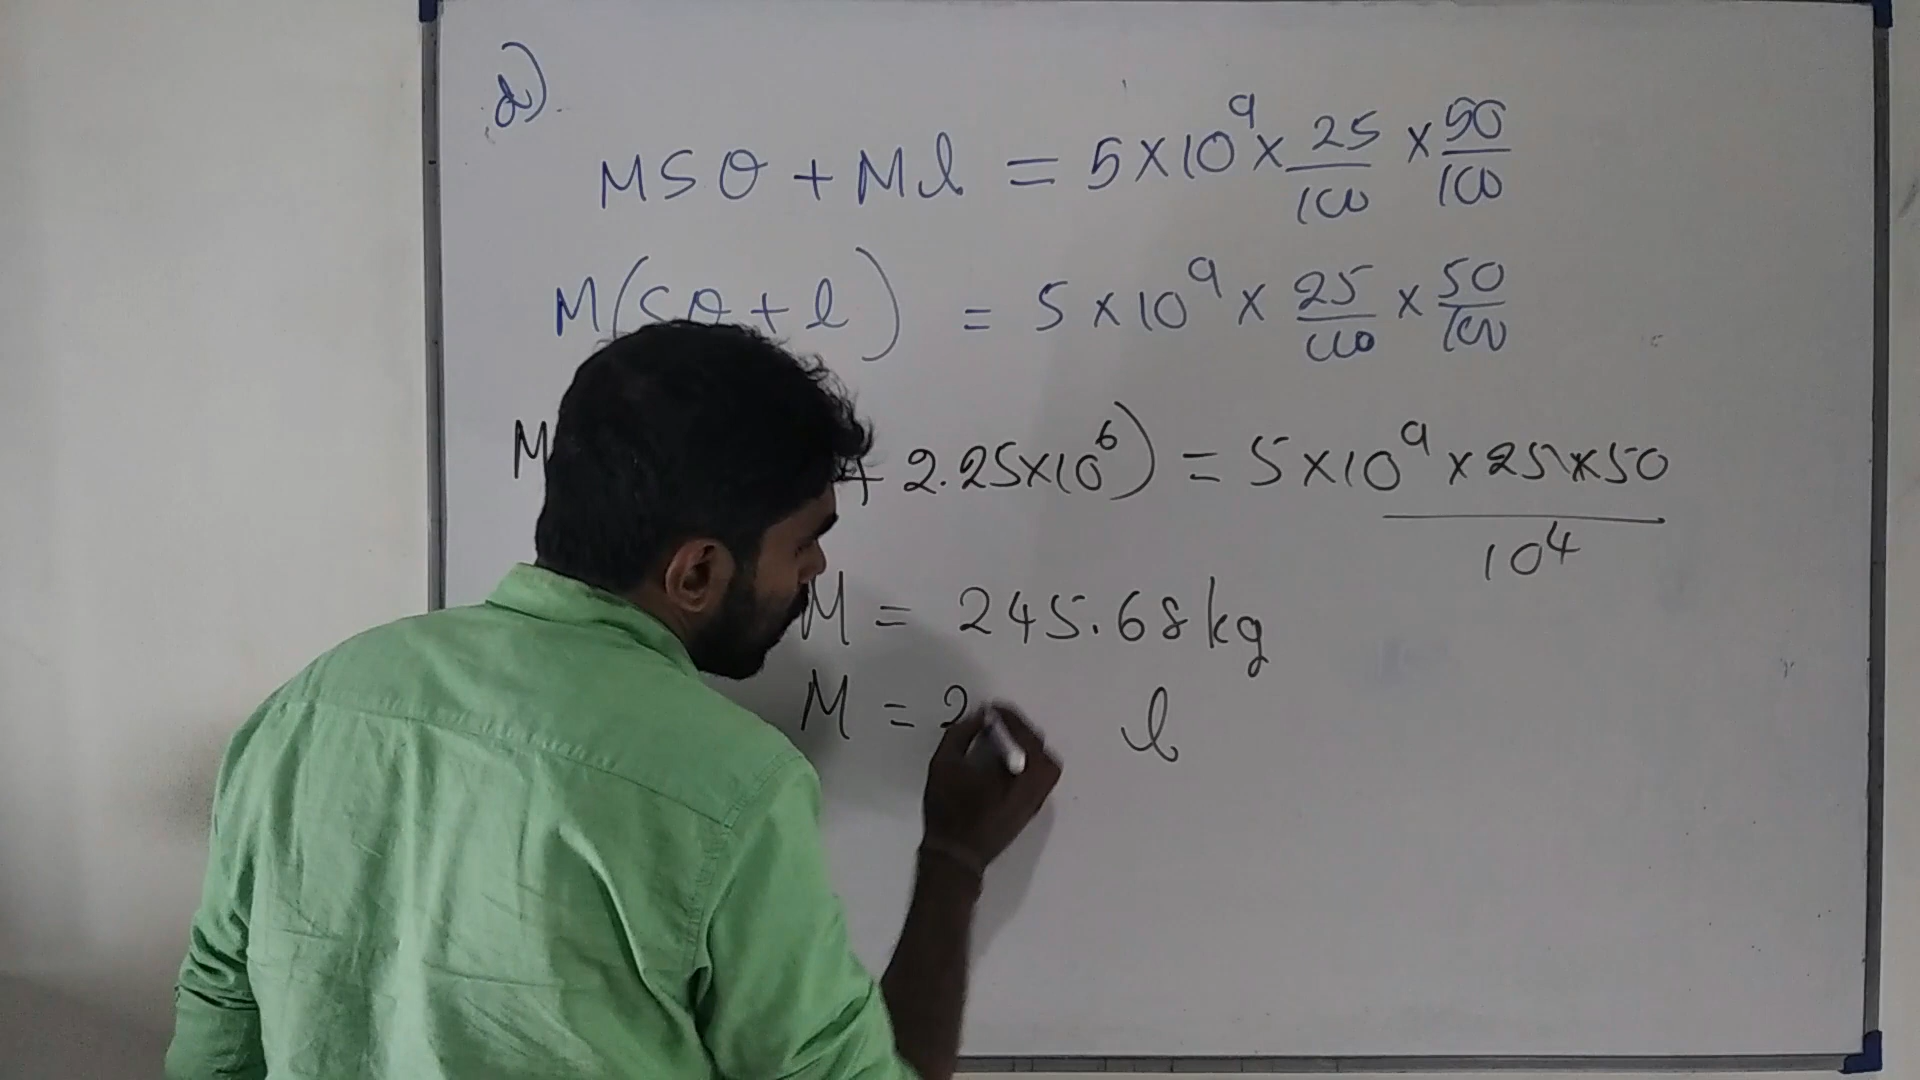 d)
MSθ + Ml = 5×10⁹ × 25/100 × 50/100
M(Sθ + l) = 5×10⁹ × 25/100 × 50/100
M + 2.25×10⁶) = 5×10⁹ × 25×50/10⁴
M = 245.68 kg
M = 2 l